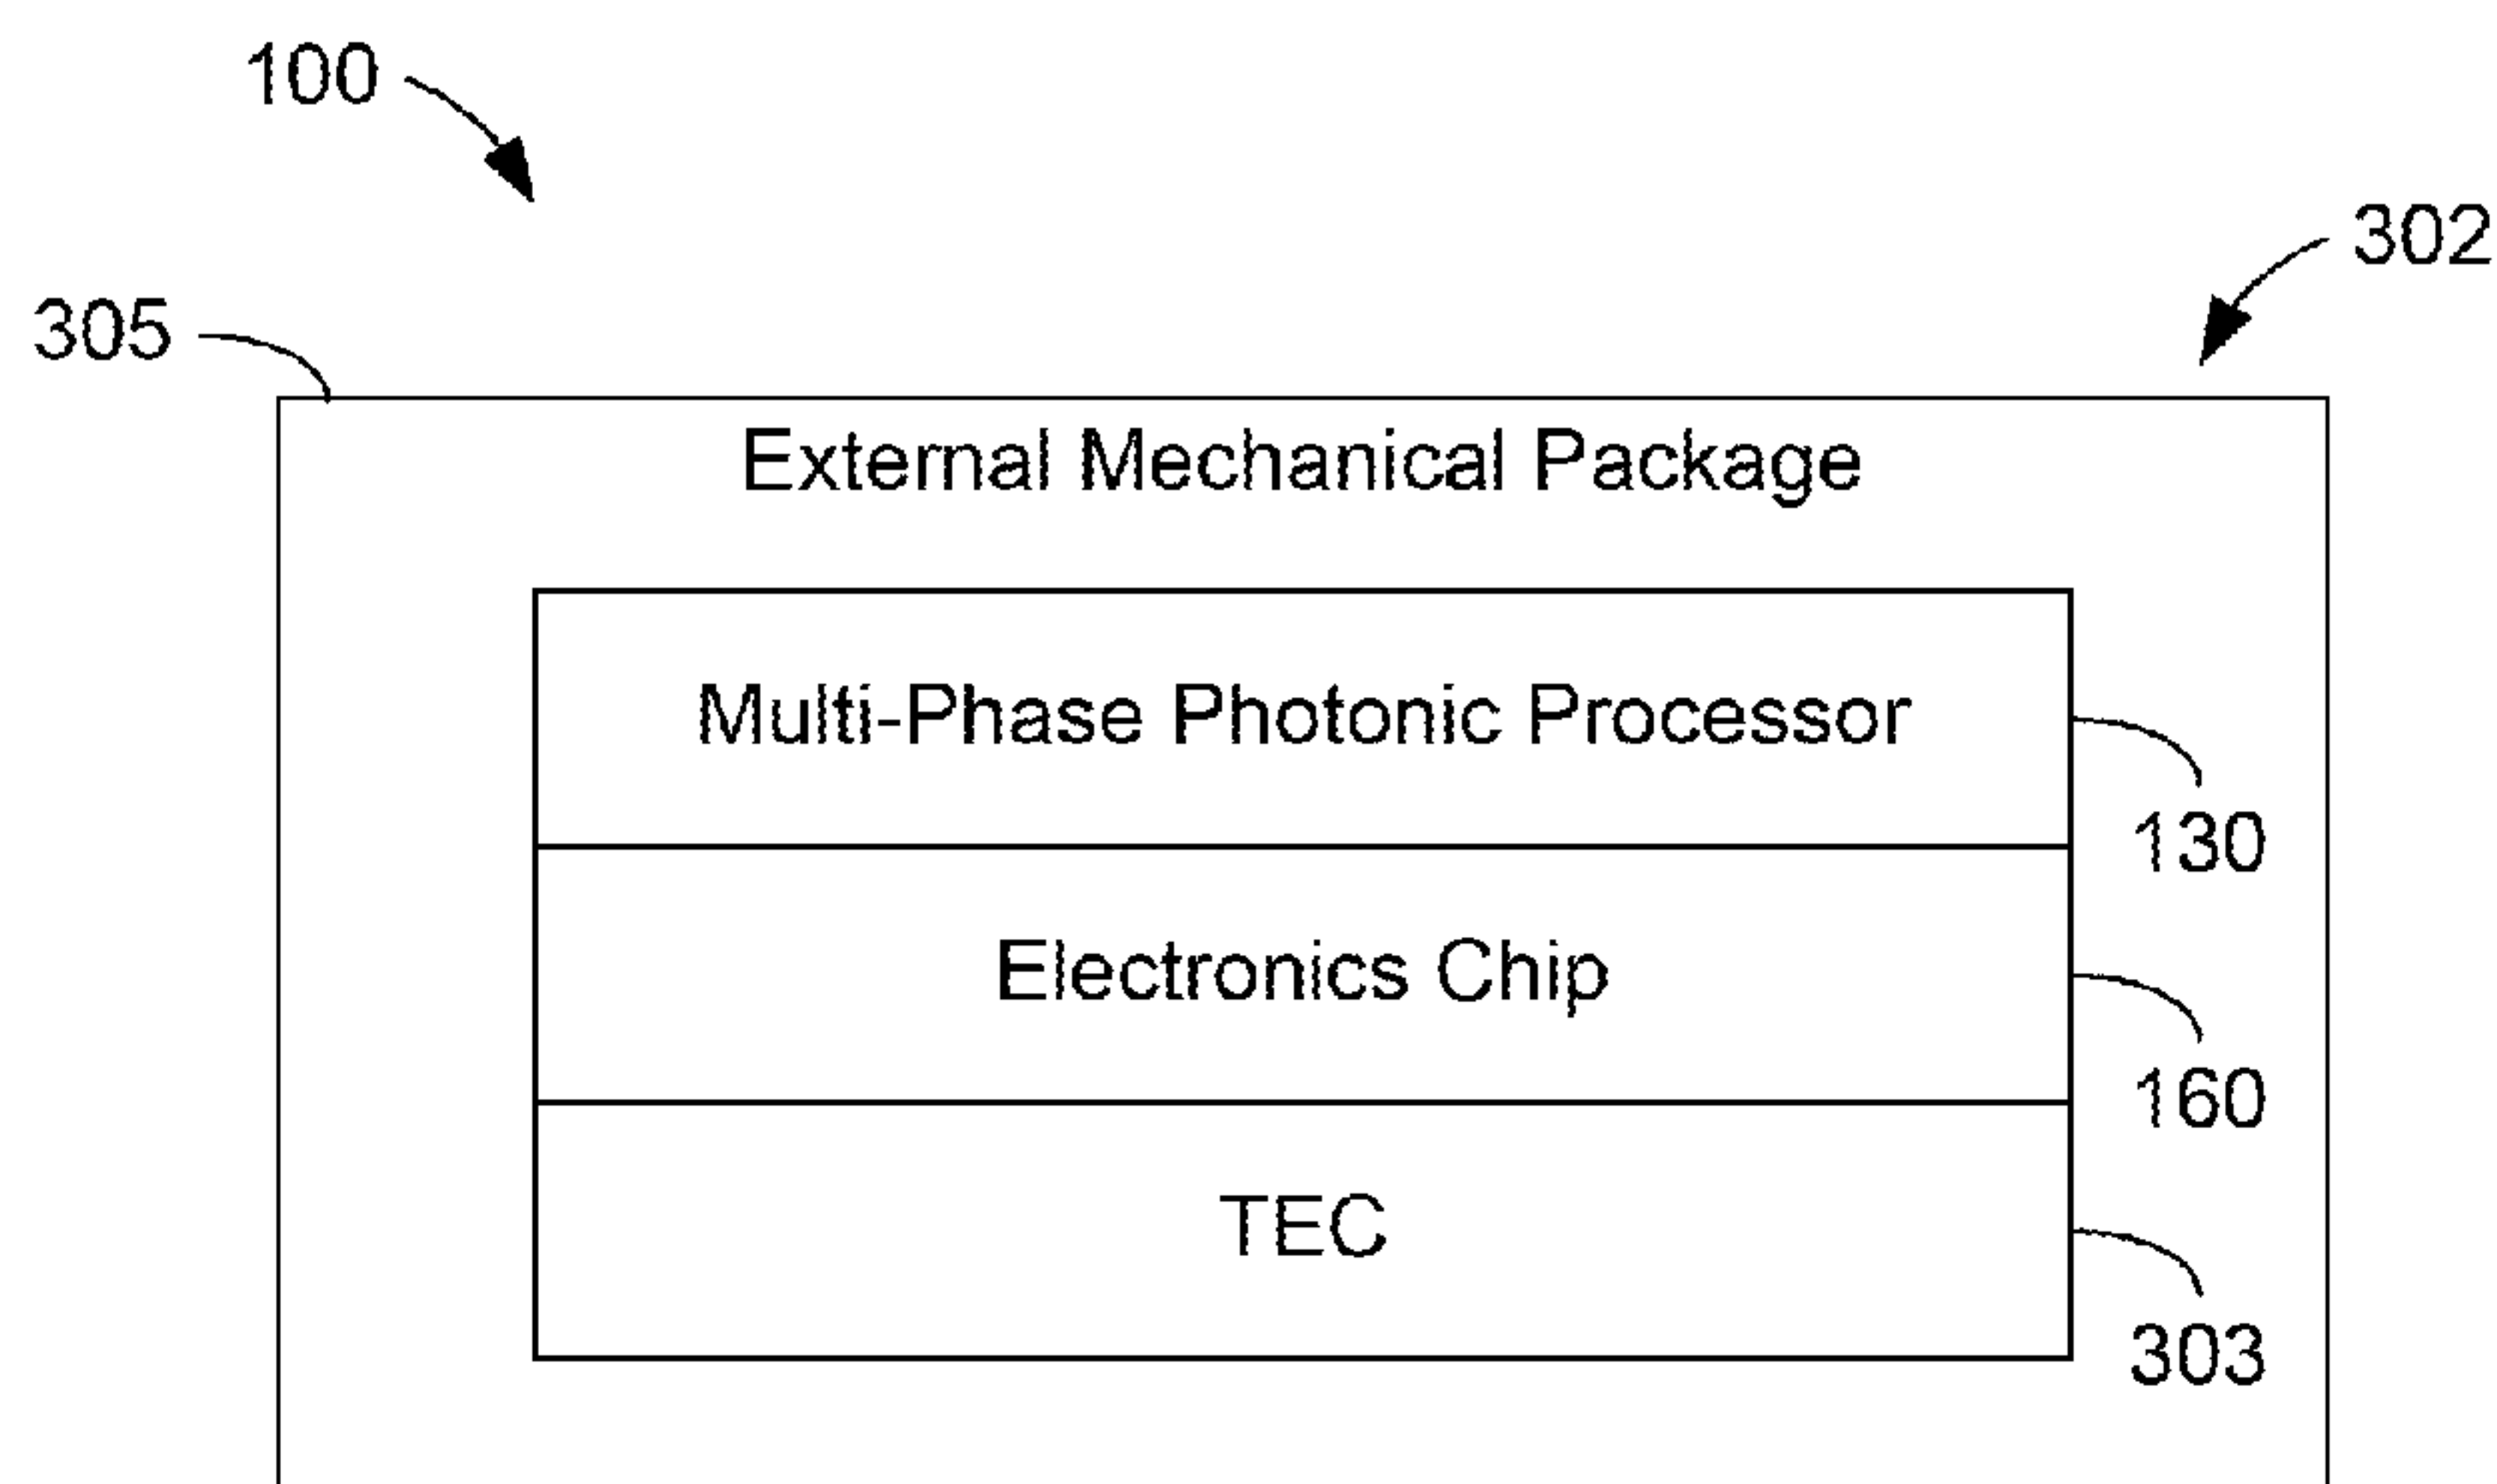 100
302
305
External Mechanical Package
Multi-Phase Photonic Processor
130
Electronics Chip
160
TEC
303